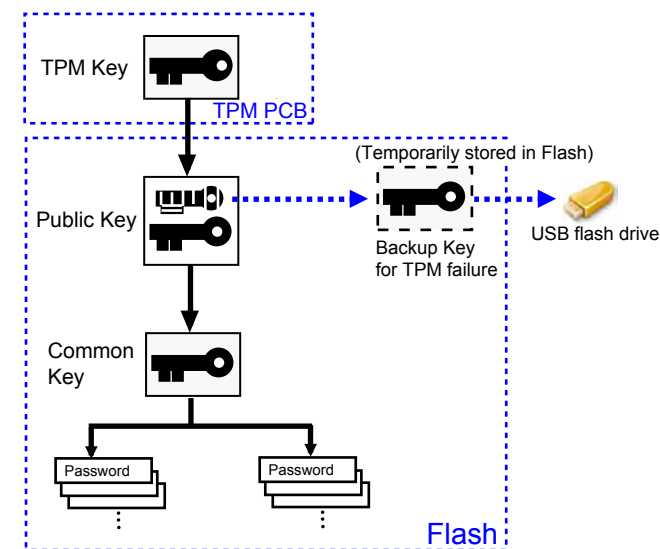 TPM Key
TPM PCB
(Temporarily stored in Flash)
Public Key
USB flash drive
Backup Key
for TPM failure
Common
Key
Password
Password
Flash